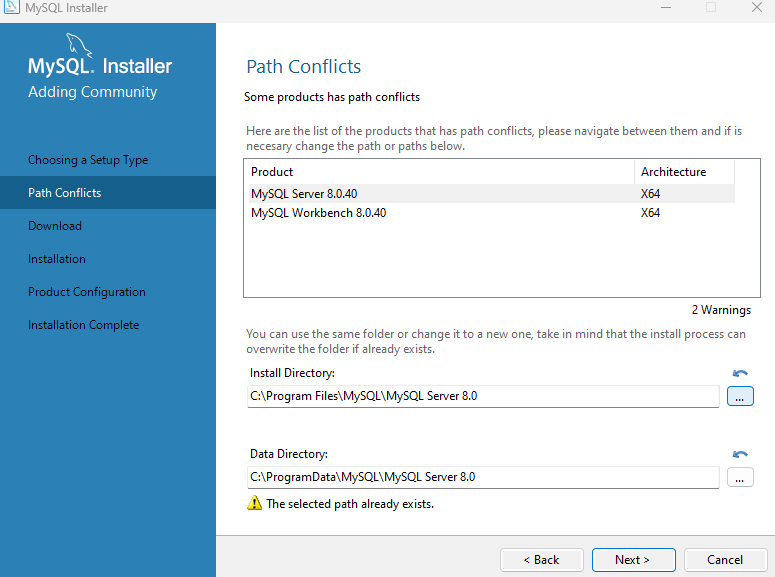 MySQL Installer
MySQL. Installer
Adding Community
Choosing a Setup Type
Path Conflicts
Download
Installation
Product Configuration
Installation Complete
Path Conflicts
Some products has path conflicts
Here are the list of the products that has path conflicts, please navigate between them and if is
necesary change the path or paths below.
Product Architecture
MySQL Server 8.0.40 X64
MySQL Workbench 8.0.40 X64
2 Warnings
You can use the same folder or change it to a new one, take in mind that the install process can
overwrite the folder if already exists.
Install Directory:
C:\Program Files\MySQL\MySQL Server 8.0
...
Data Directory:
C:\ProgramData\MySQL\MySQL Server 8.0
...
The selected path already exists.
< Back Next > Cancel